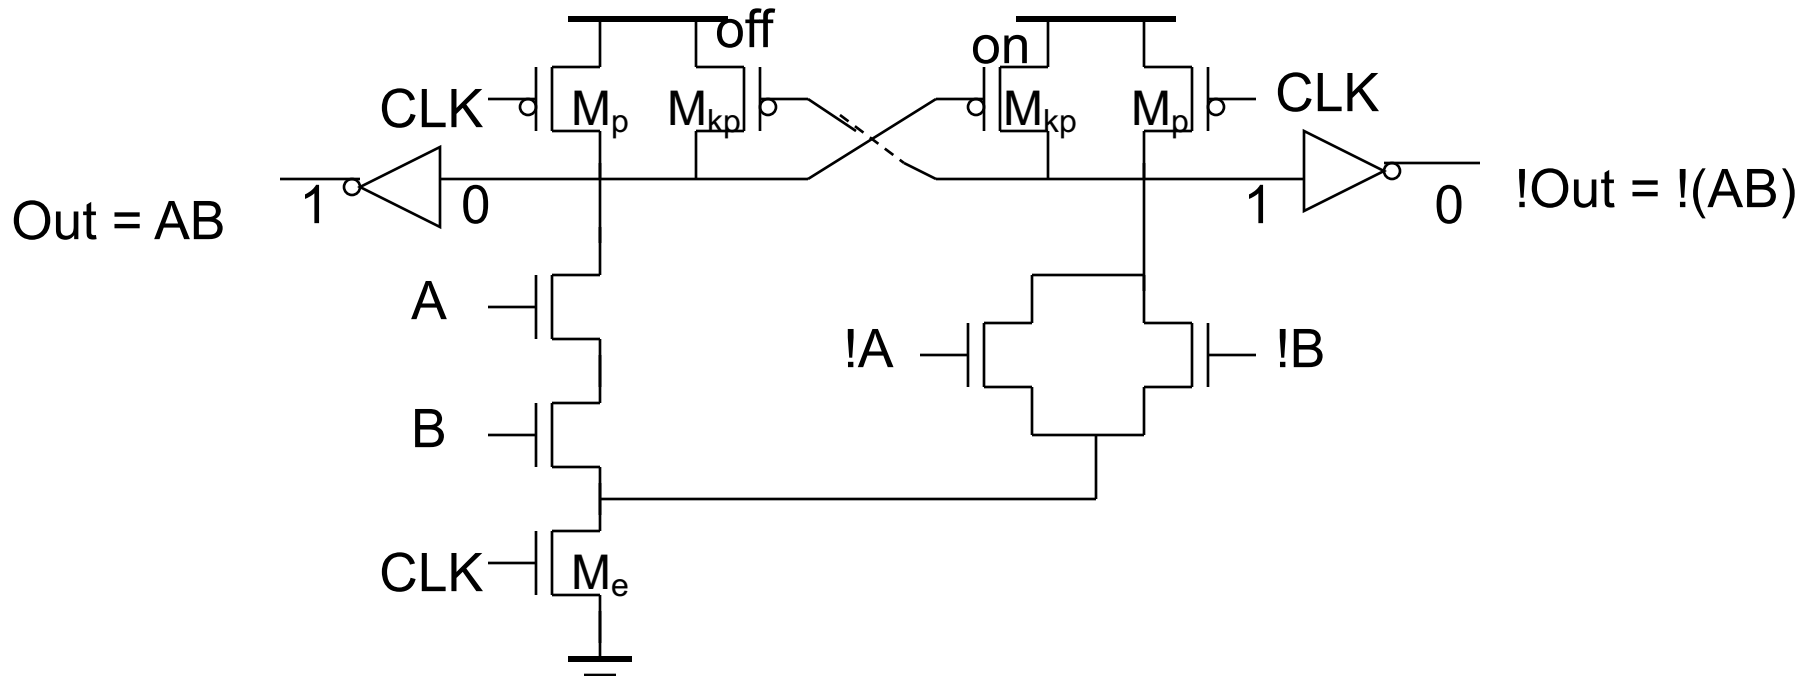 off
on
CLK
Mp
Mkp
Mkp
Mp
CLK
Out = AB
1
0
1
0
!Out = !(AB)
A
!A
!B
B
CLK
Me